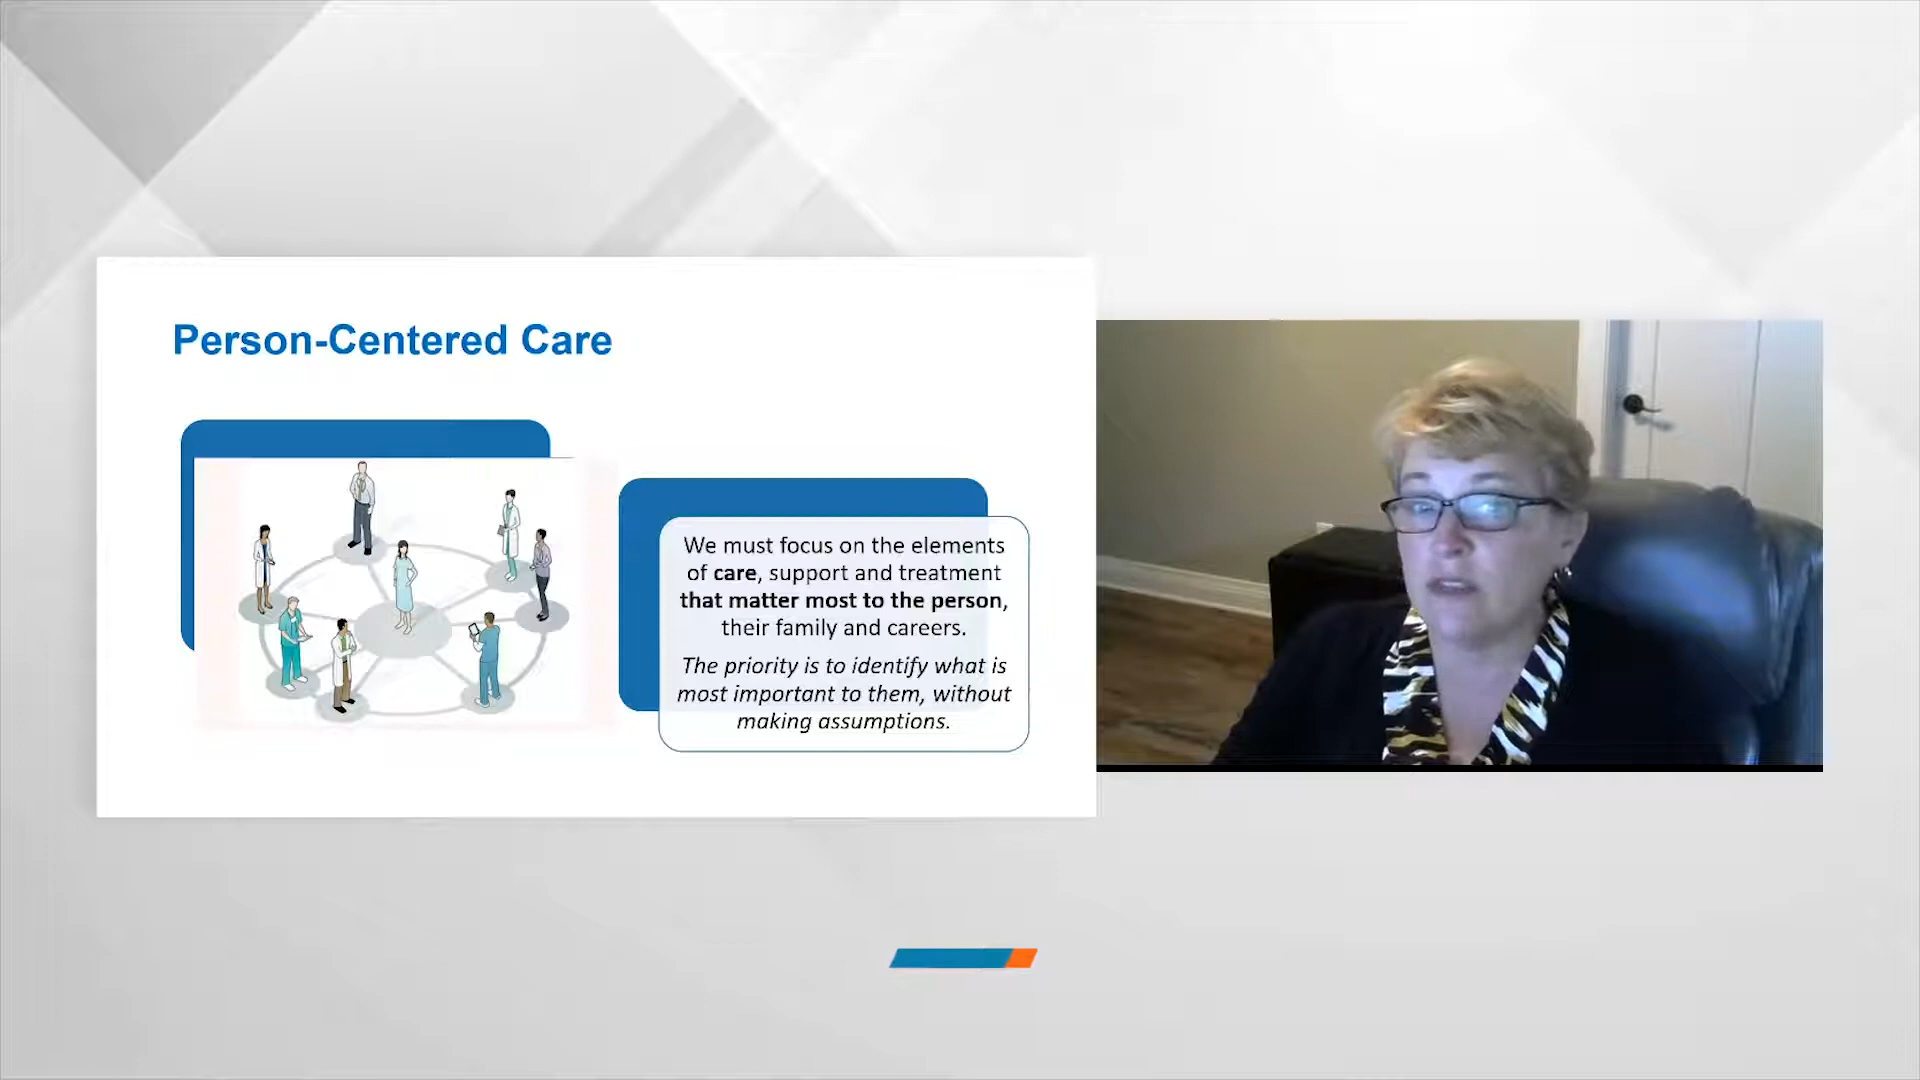 Person-Centered Care
We must focus on the elements
of care, support and treatment
that matter most to the person,
their family and careers.
The priority is to identify what is
most important to them, without
making assumptions.